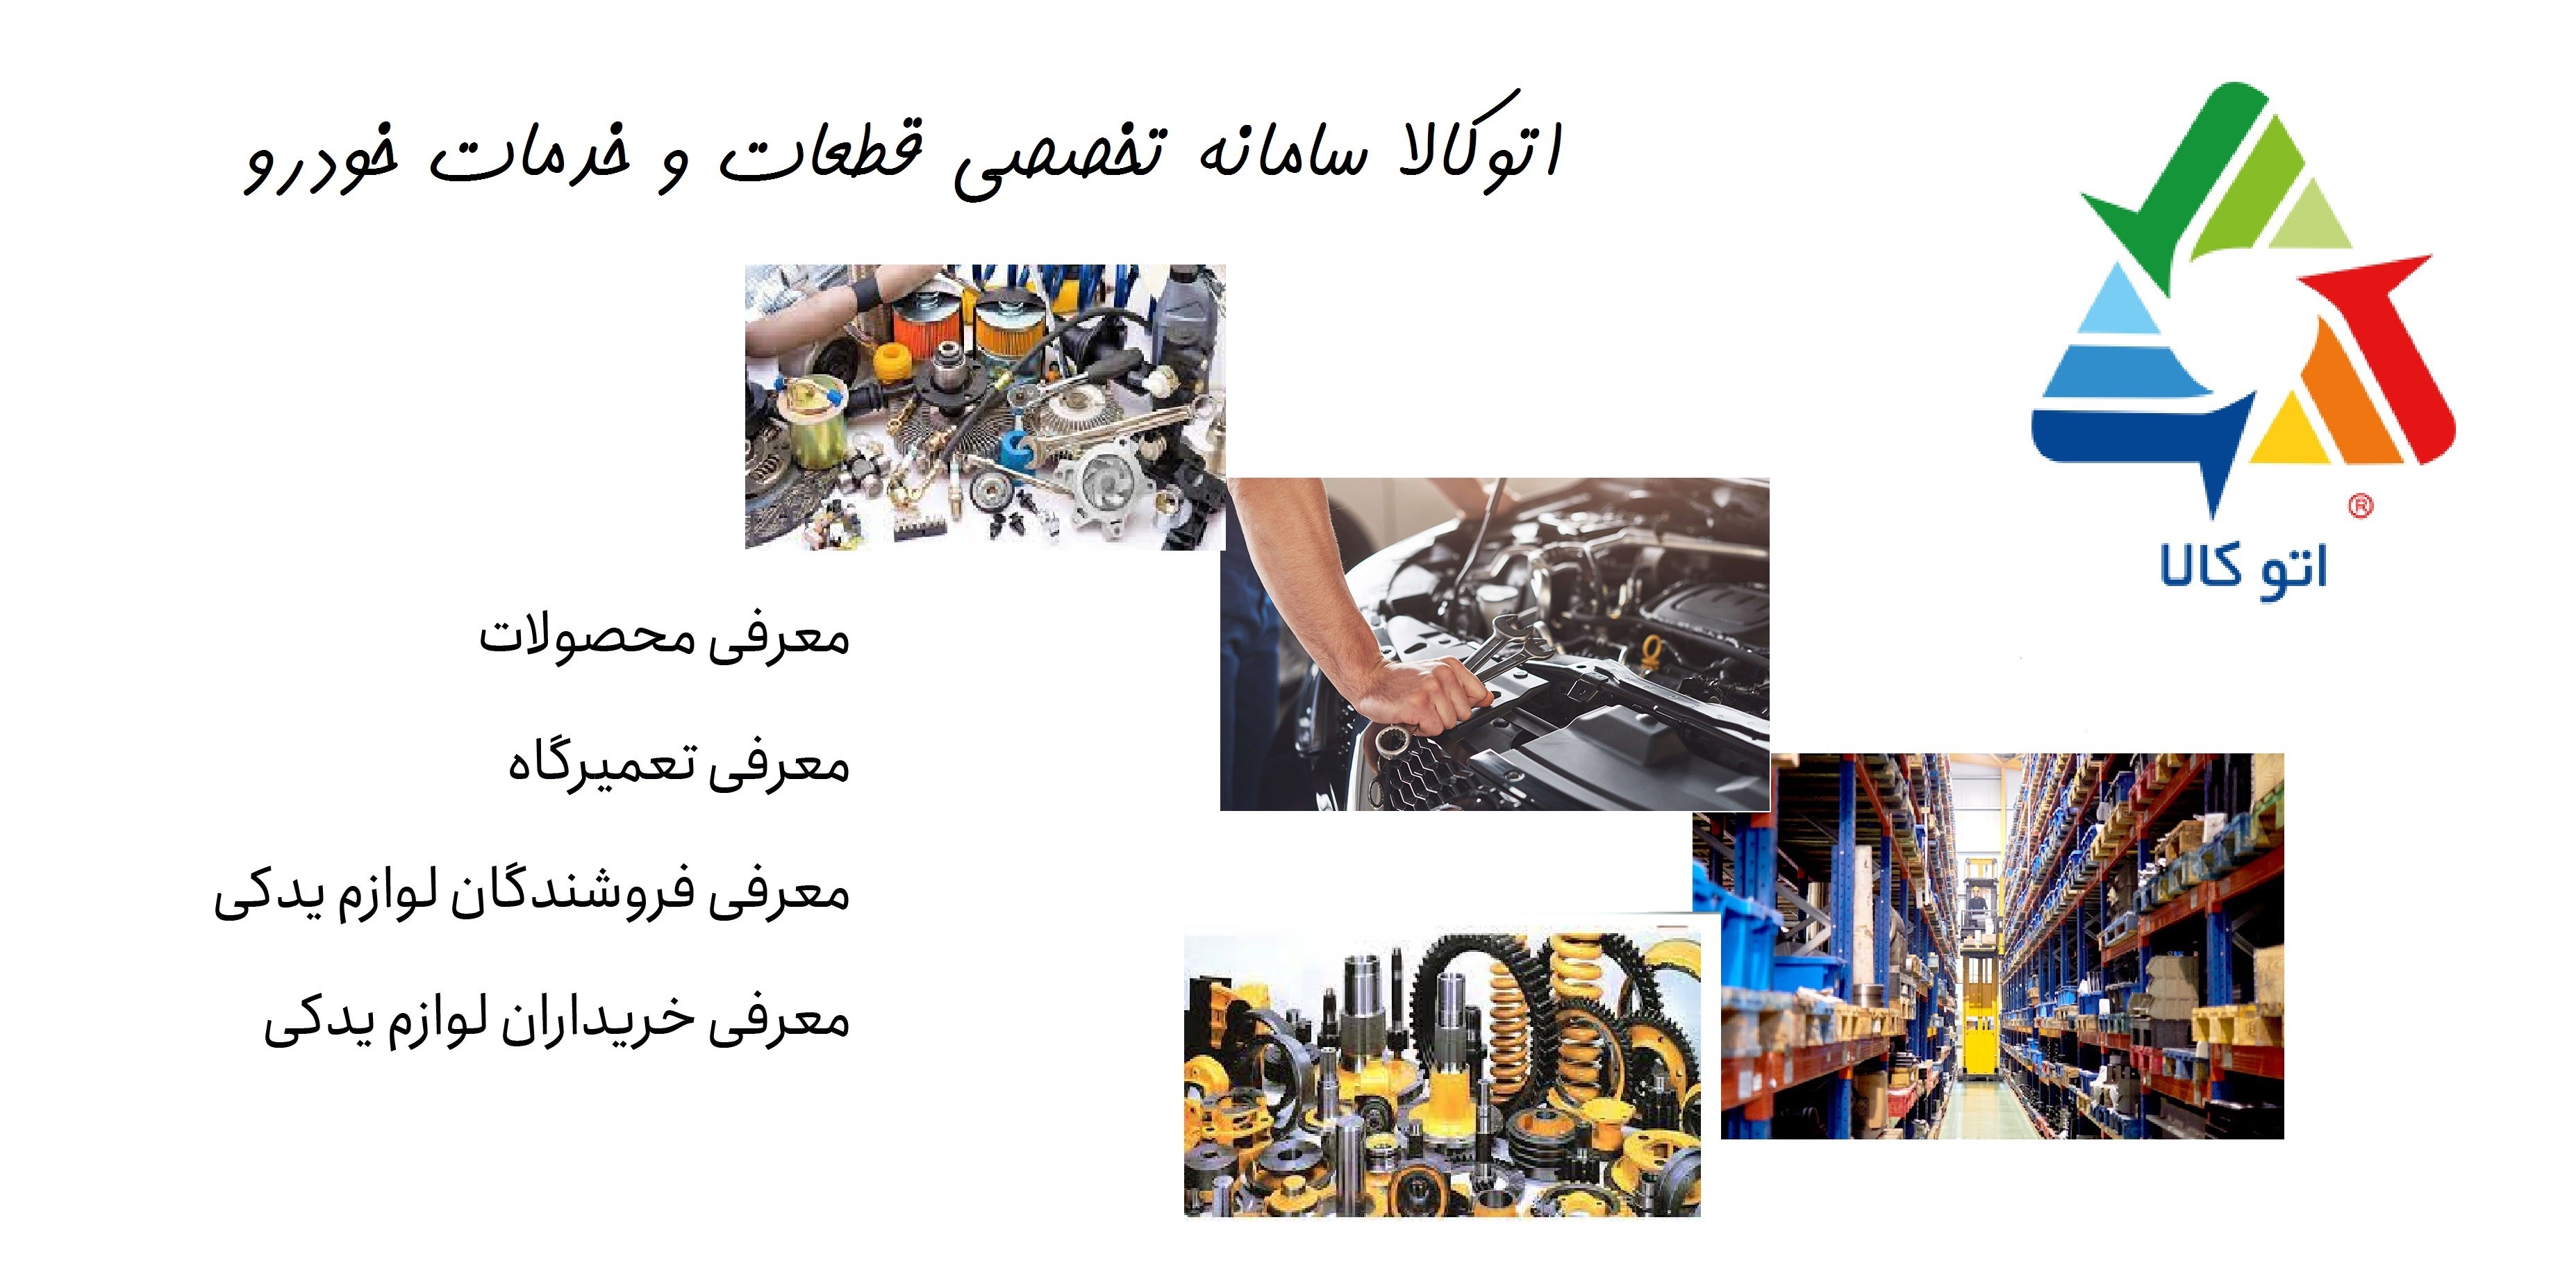 اتوکالا سامانه تخصصی قطعات و خدمات خودرو
®
اتو کالا
معرفی محصولات
معرفی تعمیرگاه
معرفی فروشندگان لوازم یدکی
معرفی خریداران لوازم یدکی